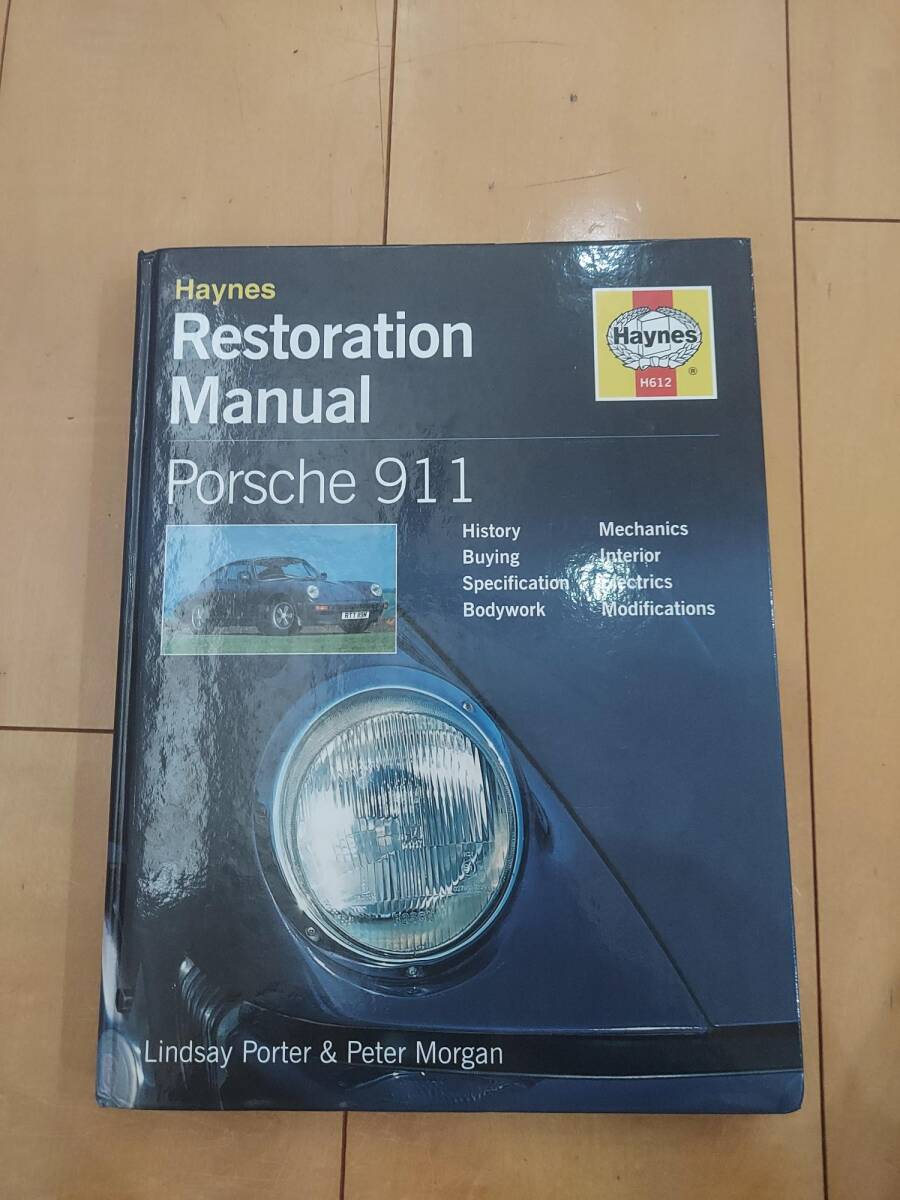 Haynes
Restoration
Manual
Haynes
®
H612
Porsche 911
History
Buying
Specification
Bodywork
Mechanics
Interior
Electrics
Modifications
Lindsay Porter & Peter Morgan